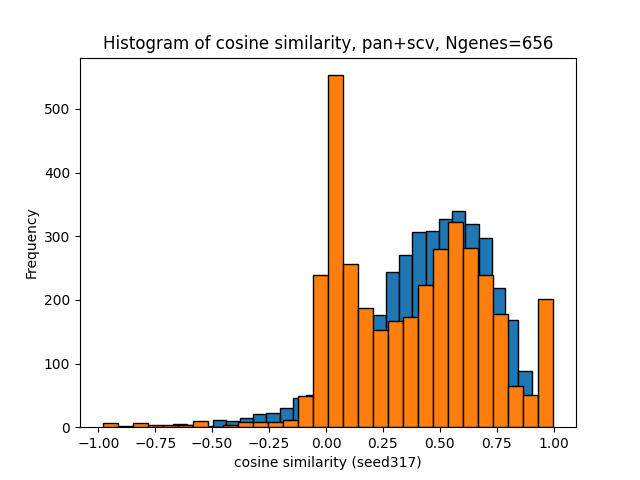 Histogram of cosine similarity, pan+scv, Ngenes=656
Frequency
500
400
300
200
100
0
−1.00 −0.75 −0.50 −0.25 0.00 0.25 0.50 0.75 1.00
cosine similarity (seed317)